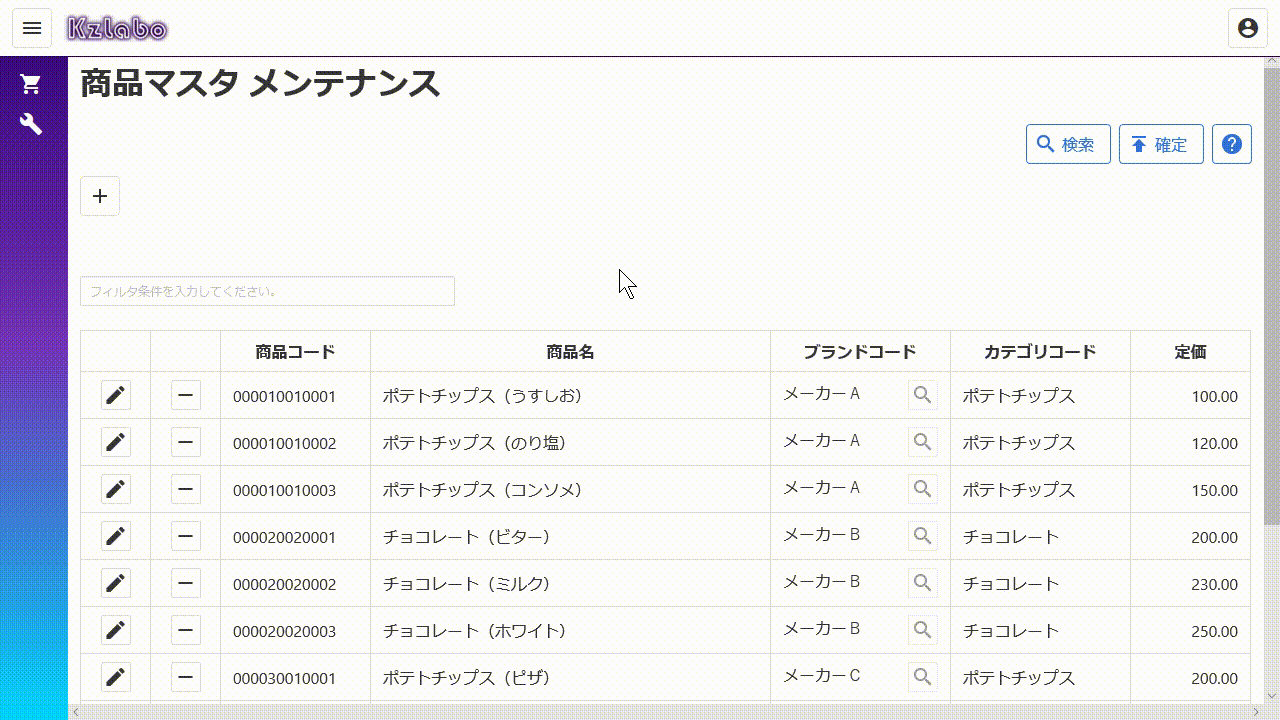 Kzlabo
商品マスタ メンテナンス
検索 確定
フィルタ条件を入力してください。
商品コード 商品名 ブランドコード カテゴリコード 定価
000010010001 ポテトチップス（うすしお） メーカーＡ ポテトチップス 100.00
000010010002 ポテトチップス（のり塩） メーカーＡ ポテトチップス 120.00
000010010003 ポテトチップス（コンソメ） メーカーＡ ポテトチップス 150.00
000020020001 チョコレート（ビター） メーカーＢ チョコレート 200.00
000020020002 チョコレート（ミルク） メーカーＢ チョコレート 230.00
000020020003 チョコレート（ホワイト） メーカーＢ チョコレート 250.00
000030010001 ポテトチップス（ピザ） メーカーＣ ポテトチップス 200.00